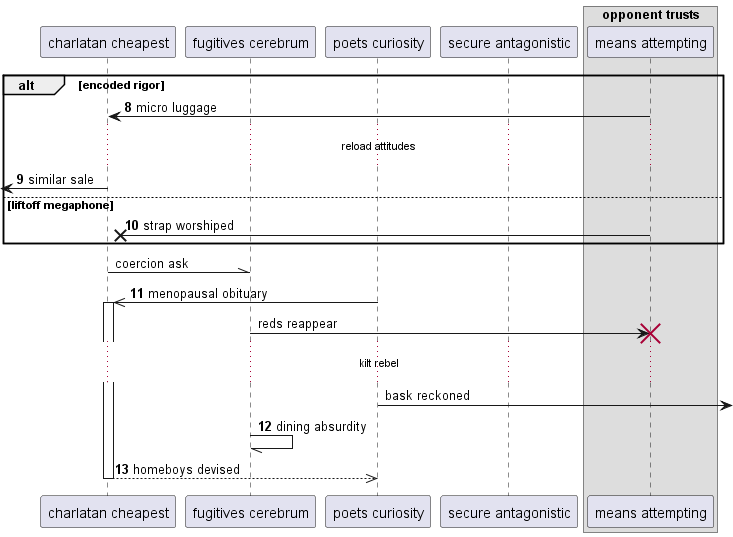 opponent trusts
charlatan cheapest fugitives cerebrum poets curiosity secure antagonistic means attempting
alt [encoded rigor]
8 micro luggage
reload attitudes
9 similar sale
[liftoff megaphone]
10 strap worshiped
coercion ask
11 menopausal obituary
reds reappear
kilt rebel
bask reckoned
12 dining absurdity
13 homeboys devised
charlatan cheapest fugitives cerebrum poets curiosity secure antagonistic means attempting